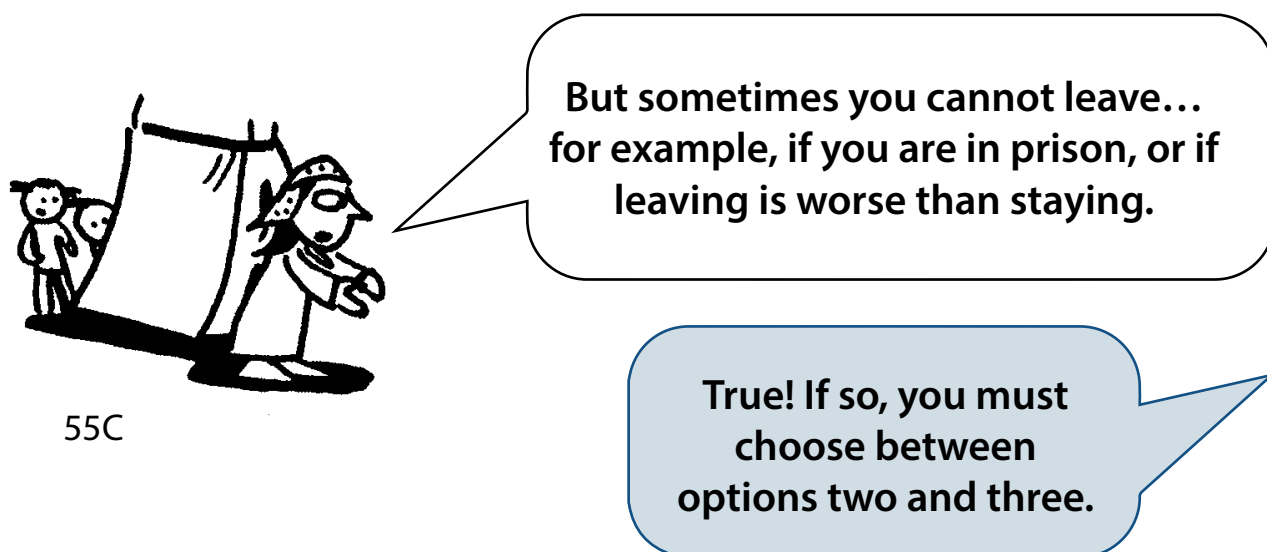 But sometimes you cannot leave…
for example, if you are in prison, or if
leaving is worse than staying.
True! If so, you must
choose between
options two and three.
55C